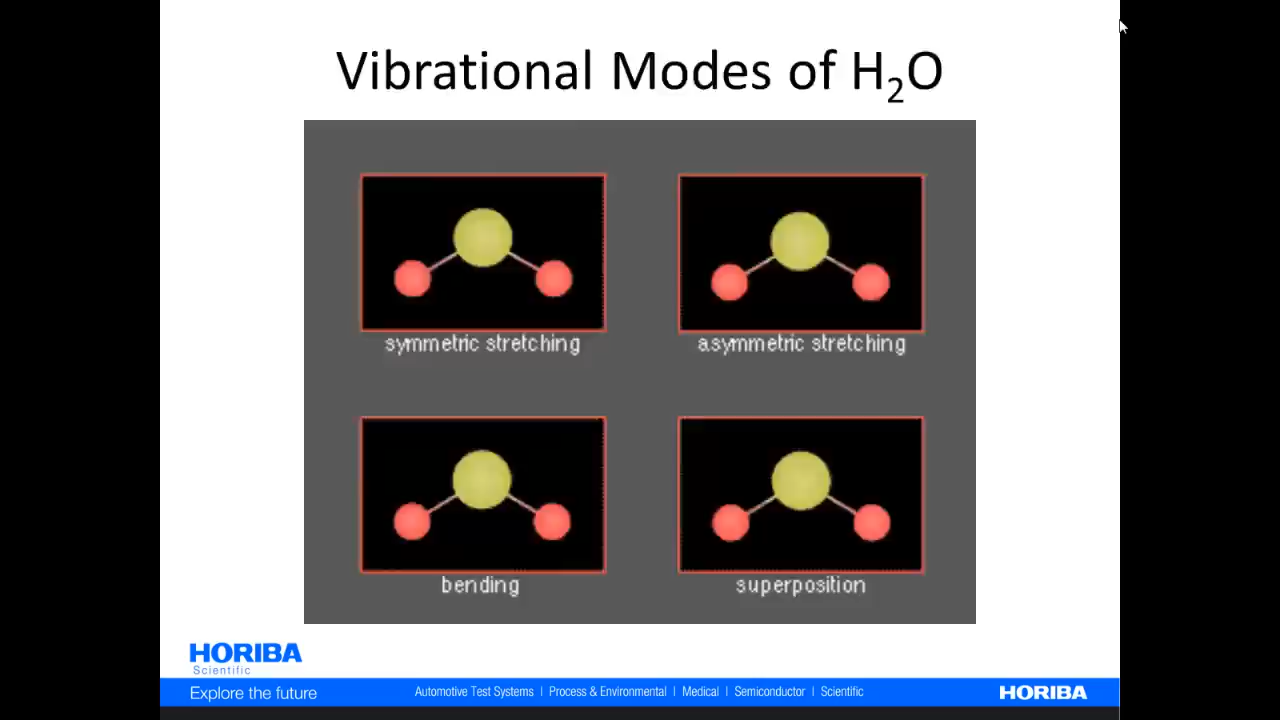 Vibrational Modes of H₂O
symmetric stretching
asymmetric stretching
bending
superposition
HORIBA
Scientific
Explore the future
Automotive Test Systems | Process & Environmental | Medical | Semiconductor | Scientific
HORIBA